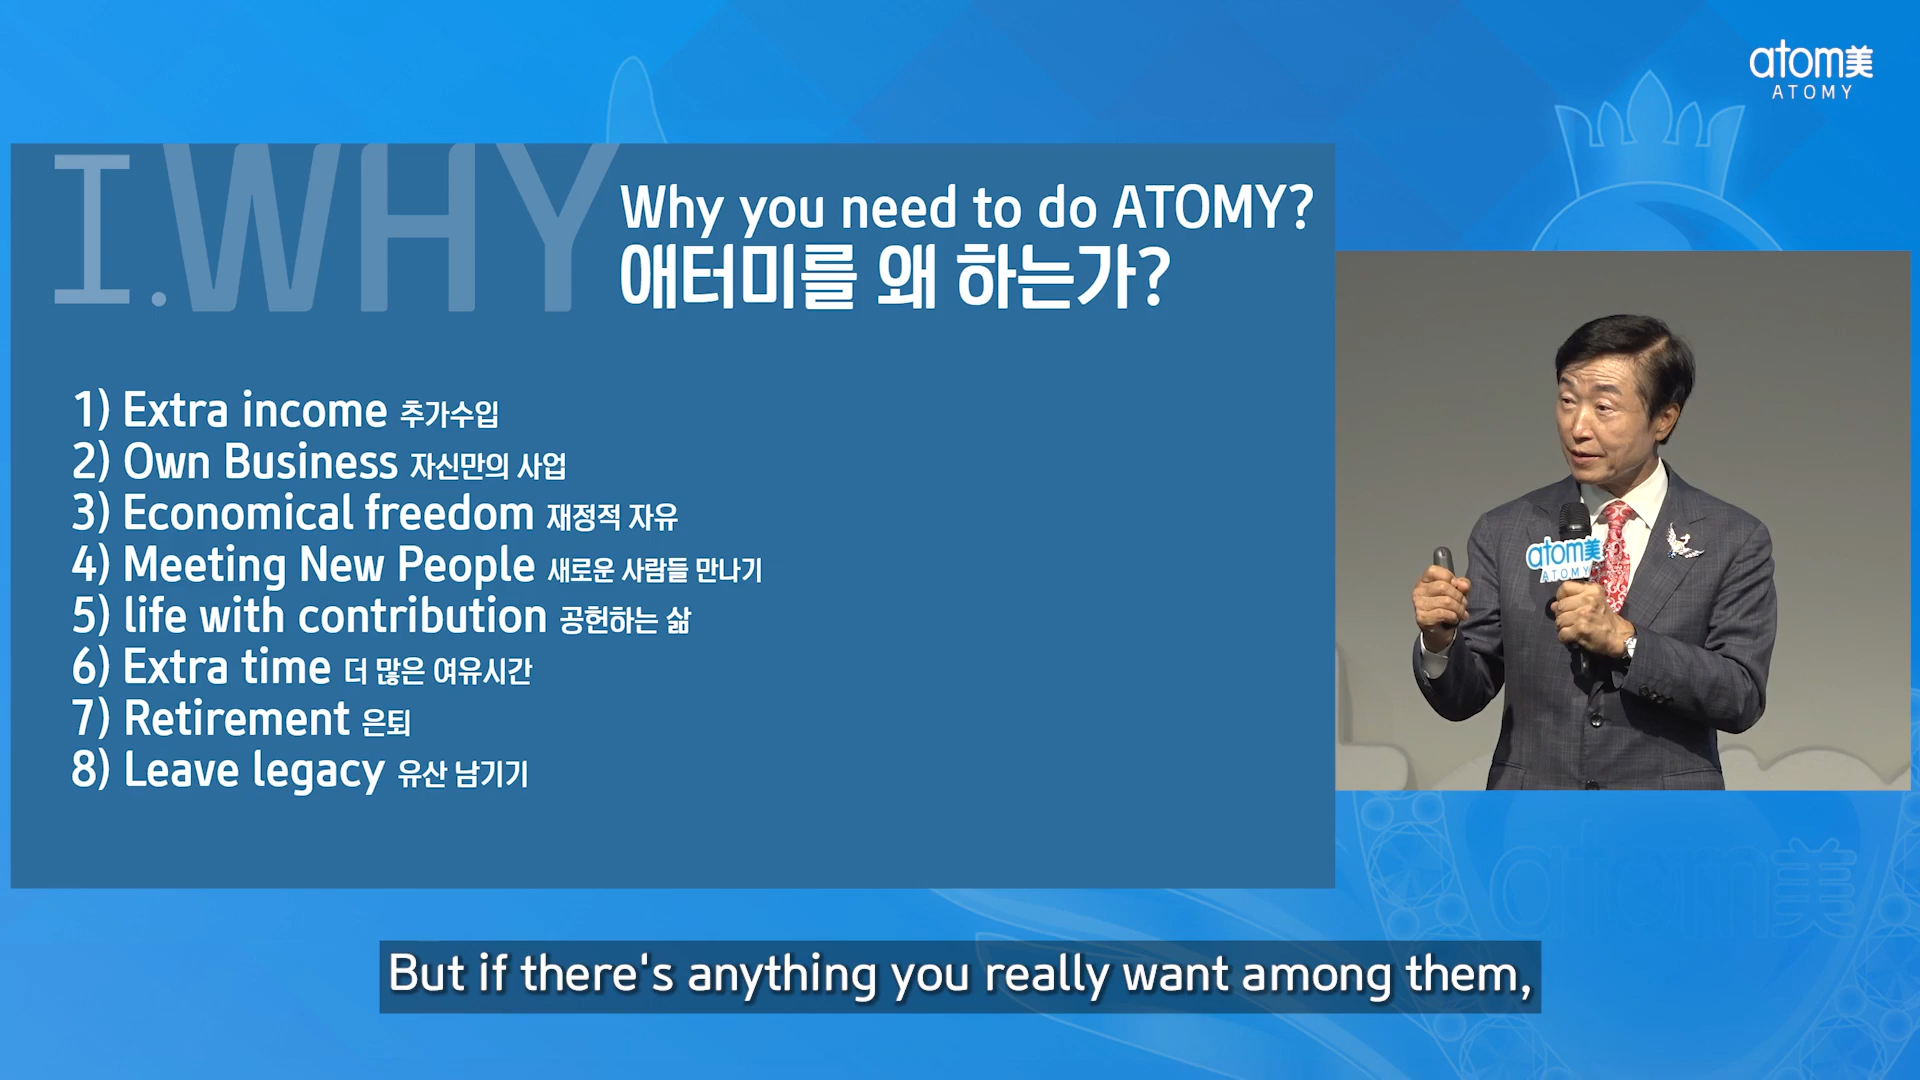 atom美
ATOMY
I.WHY
Why you need to do ATOMY?
애터미를 왜 하는가?
1) Extra income 추가수입
2) Own Business 자신만의 사업
3) Economical freedom 재정적 자유
4) Meeting New People 새로운 사람들 만나기
5) life with contribution 공헌하는 삶
6) Extra time 더 많은 여유시간
7) Retirement 은퇴
8) Leave legacy 유산 남기기
atom美
ATOMY
atom美
But if there's anything you really want among them,